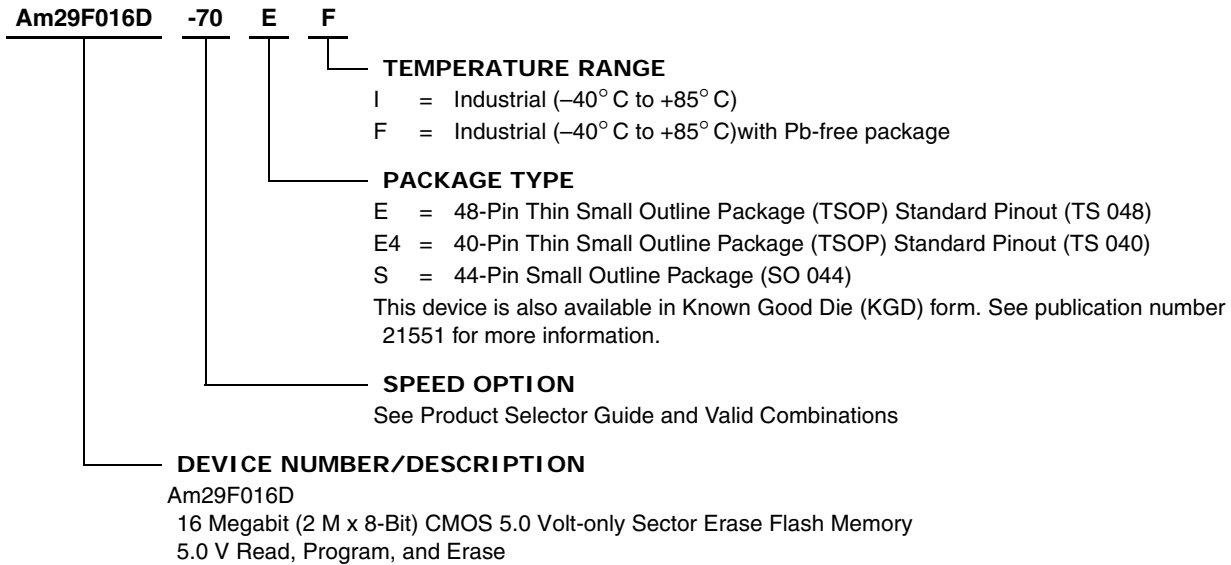 Am29F016D -70 E F
TEMPERATURE RANGE
I = Industrial (–40° C to +85° C)
F = Industrial (–40° C to +85° C)with Pb-free package
PACKAGE TYPE
E = 48-Pin Thin Small Outline Package (TSOP) Standard Pinout (TS 048)
E4 = 40-Pin Thin Small Outline Package (TSOP) Standard Pinout (TS 040)
S = 44-Pin Small Outline Package (SO 044)
This device is also available in Known Good Die (KGD) form. See publication number
21551 for more information.
SPEED OPTION
See Product Selector Guide and Valid Combinations
DEVICE NUMBER/DESCRIPTION
Am29F016D
16 Megabit (2 M x 8-Bit) CMOS 5.0 Volt-only Sector Erase Flash Memory
5.0 V Read, Program, and Erase